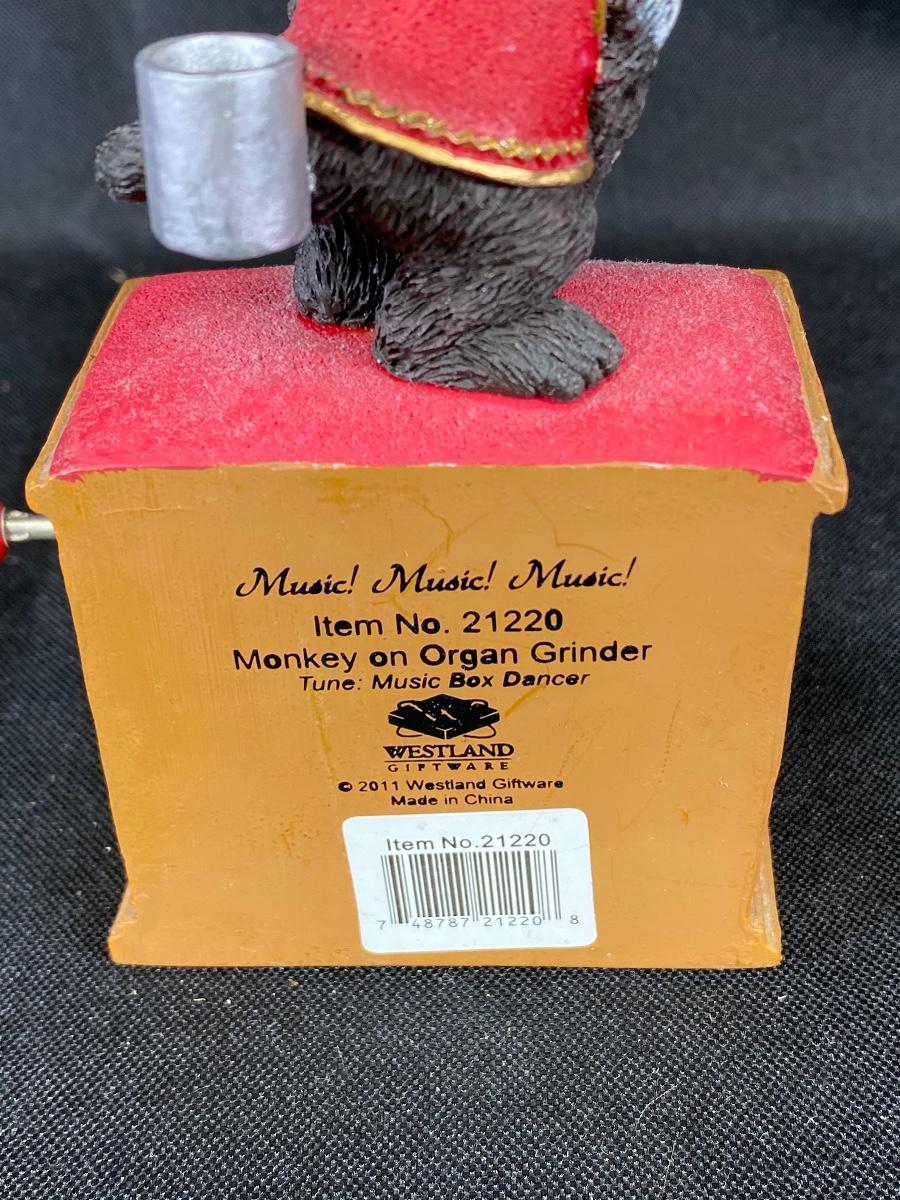 Music! Music! Music!
Item No. 21220
Monkey on Organ Grinder
Tune: Music Box Dancer
WESTLAND
GIFTWARE
© 2011 Westland Giftware
Made in China
Item No.21220
7 48787 21220 8